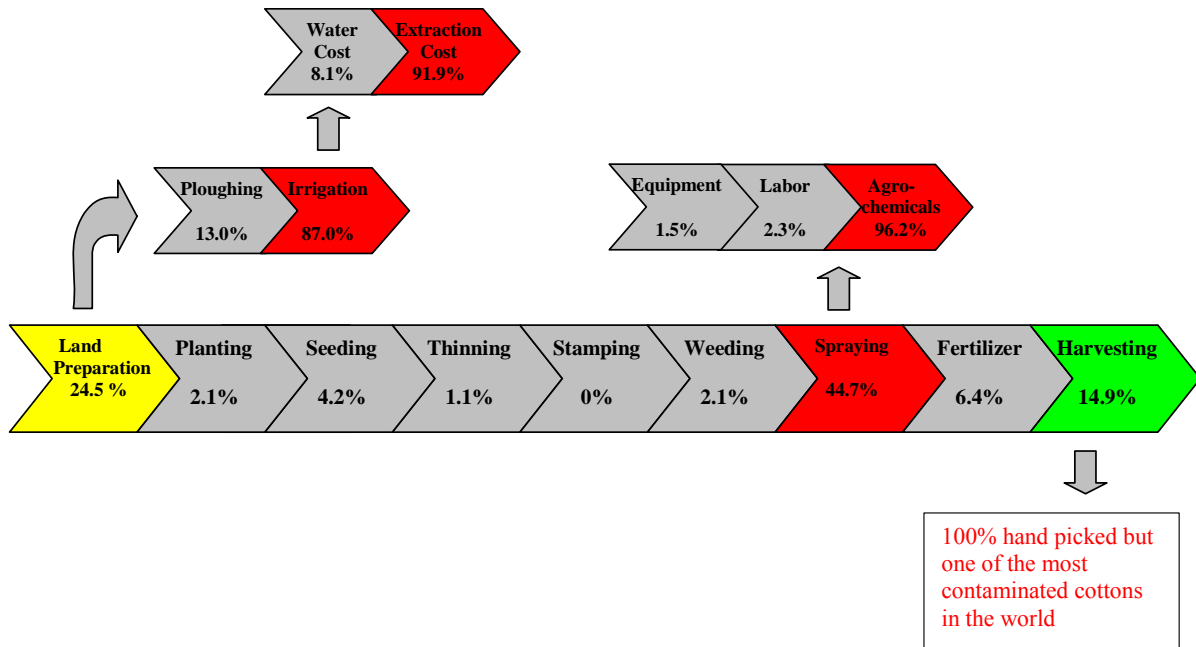 Water
Cost
8.1%
Extraction
Cost
91.9%
Ploughing
13.0%
Irrigation
87.0%
Equipment
1.5%
Labor
2.3%
Agro-
chemicals
96.2%
Land
Preparation
24.5 %
Planting
2.1%
Seeding
4.2%
Thinning
1.1%
Stamping
0%
Weeding
2.1%
Spraying
44.7%
Fertilizer
6.4%
Harvesting
14.9%
100% hand picked but
one of the most
contaminated cottons
in the world